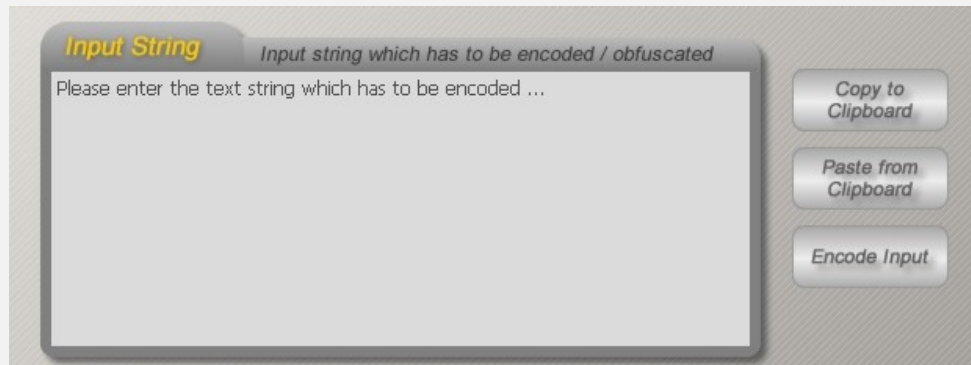 Input String
Input string which has to be encoded / obfuscated
Please enter the text string which has to be encoded ...
Copy to
Clipboard
Paste from
Clipboard
Encode Input